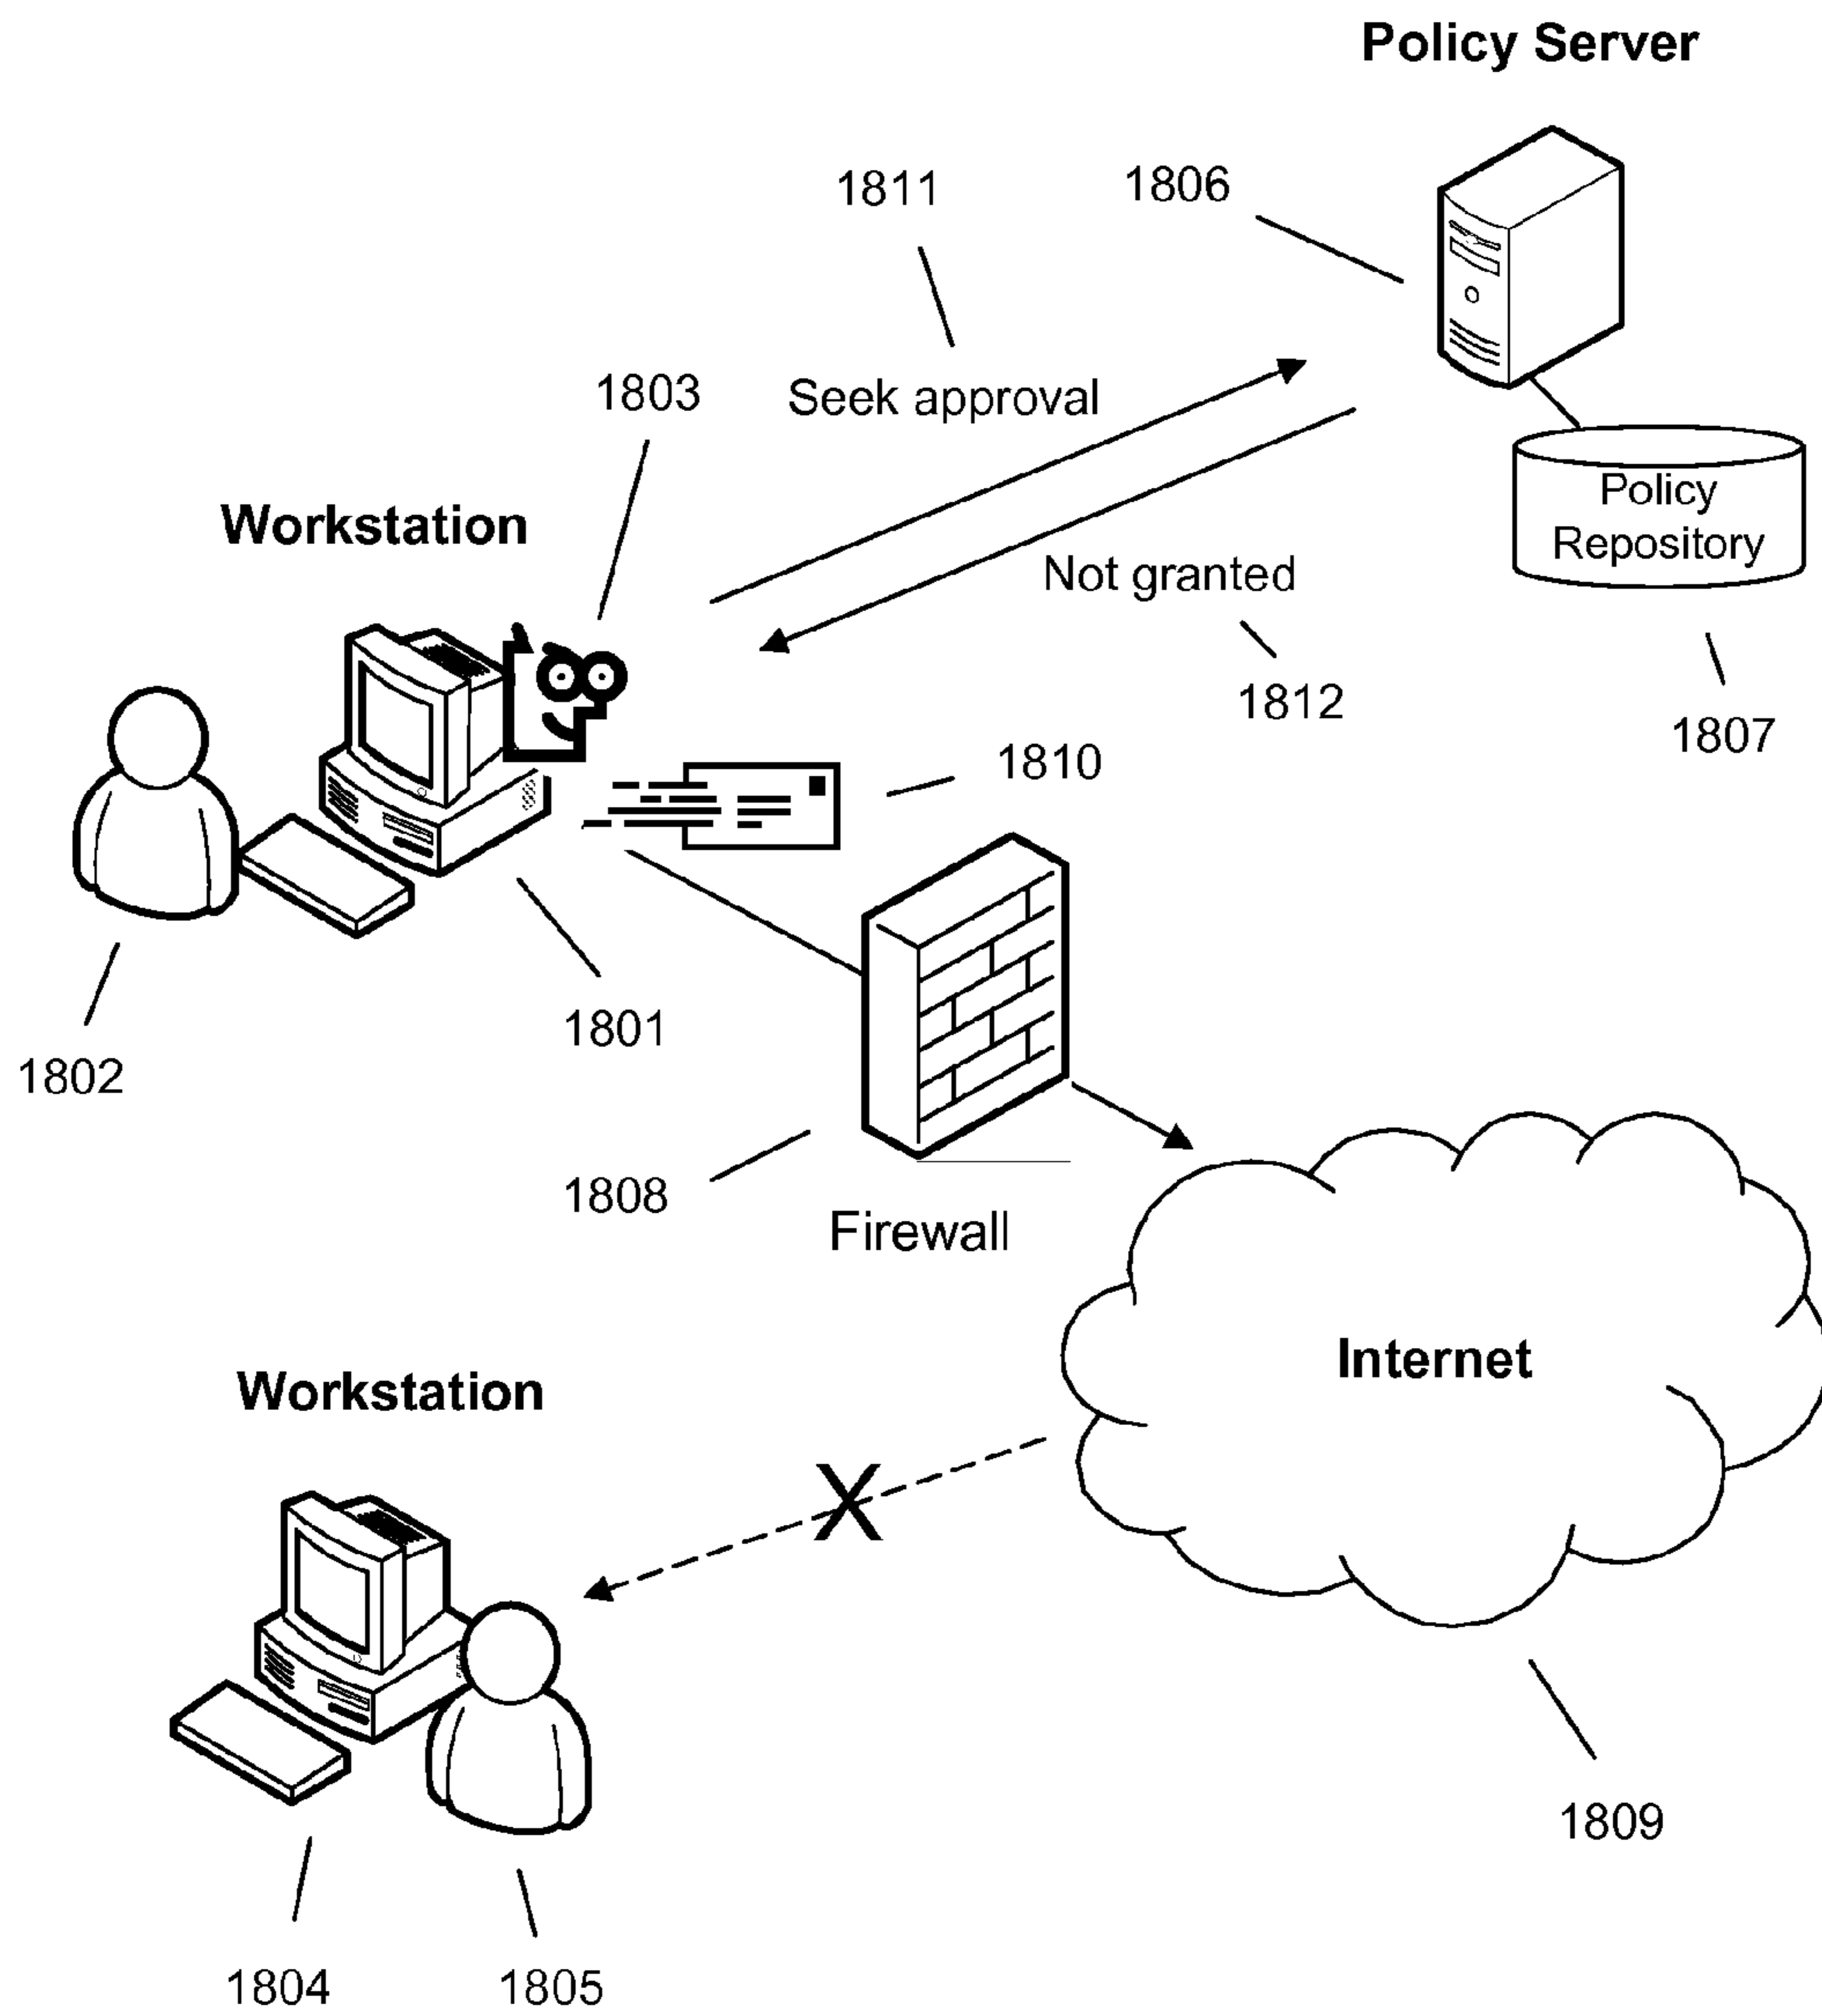 Policy Server
1811
1806
1803
Seek approval
Policy
Repository
Workstation
Not granted
1812
1807
1810
1801
1802
1808
Firewall
Internet
Workstation
X
1809
1804
1805